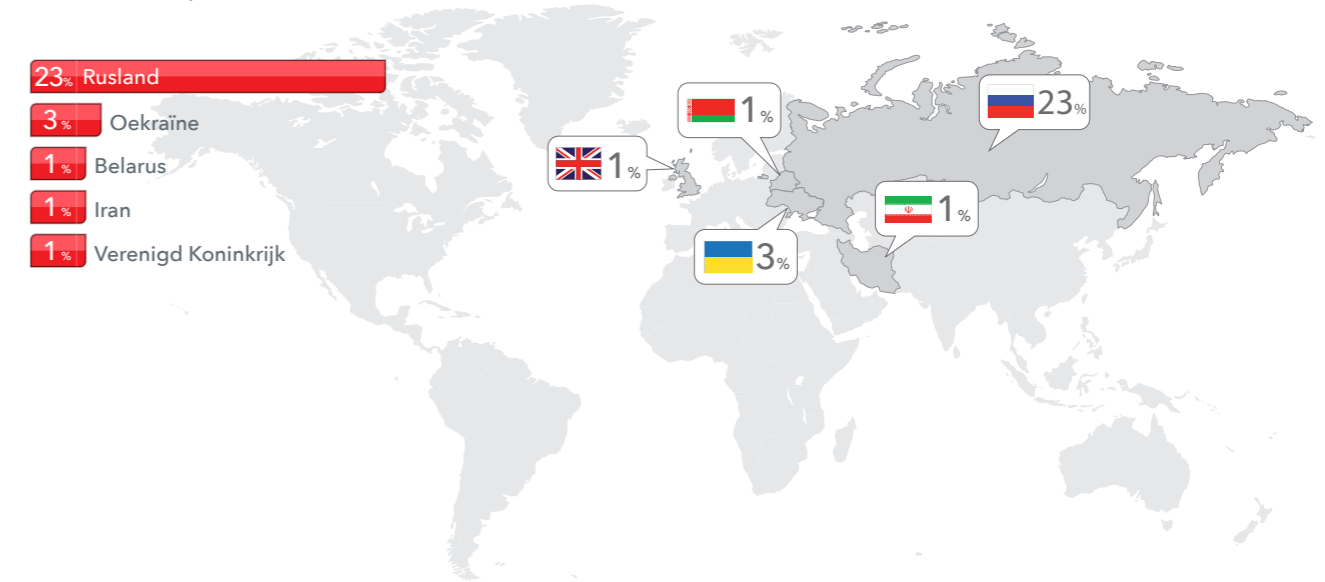 23% Rusland
3% Oekraïne
1% Belarus
1% Iran
1% Verenigd Koninkrijk
1%
23%
1%
1%
3%